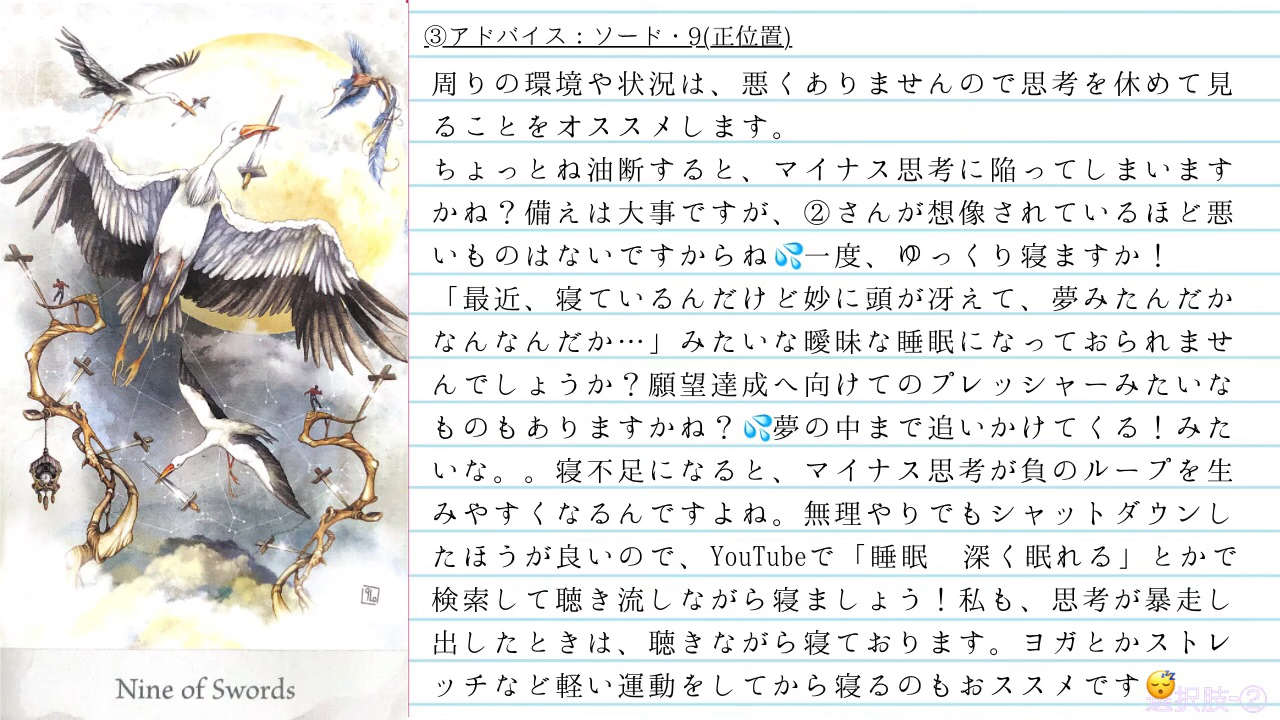 ③アドバイス：ソード・9(正位置)
周りの環境や状況は、悪くありませんので思考を休めて見
ることをオススメします。
ちょっとね油断すると、マイナス思考に陥ってしまいます
かね？備えは大事ですが、②さんが想像されているほど悪
いものはないですからね💦一度、ゆっくり寝ますか！
「最近、寝ているんだけど妙に頭が冴えて、夢みたんだか
なんなんだか…」みたいな曖昧な睡眠になっておられませ
んでしょうか？願望達成へ向けてのプレッシャーみたいな
ものもありますかね？💦夢の中まで追いかけてくる！みた
いな。。寝不足になると、マイナス思考が負のループを生
みやすくなるんですよね。無理やりでもシャットダウンし
たほうが良いので、YouTubeで「睡眠　深く眠れる」とかで
検索して聴き流しながら寝ましょう！私も、思考が暴走し
出したときは、聴きながら寝ております。ヨガとかストレ
ッチなど軽い運動をしてから寝るのもおススメです😴
選択肢-②
Nine of Swords